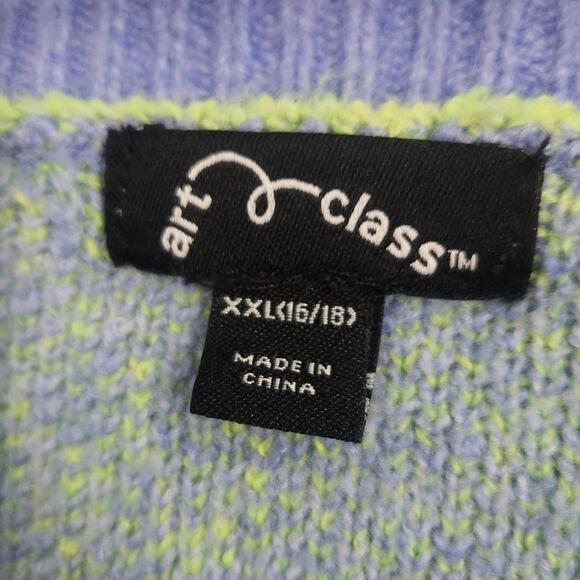 art class™
XXL(16/18)
MADE IN
CHINA